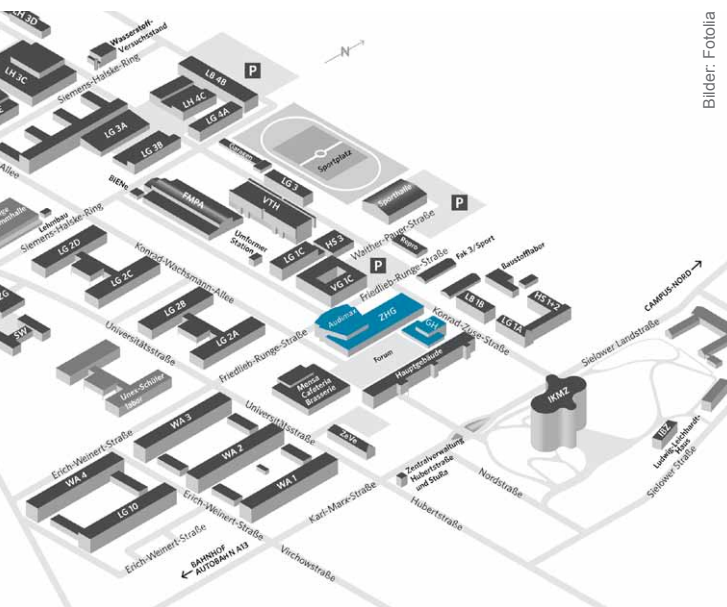 Bilder: Fotolia
LH 3D
Wasserstoff-
Versuchsstand
LH 3C
Siemens-Halske-Ring
LB 4B
P
N
LH 4C
LG 4A
LG 3A
LG 3B
Garagen
Sportplatz
Allee
BiENe
FMPA
LG 3
VTH
Sporthalle
P
Lehmbau
Siemens-Halske-Ring
Umformer
Station
Walther-Pauer-Straße
LG 2D
LG 1C
HS 3
Repro
Fak 3/Sport
Baustofflabor
LG 2C
Konrad-Wachsmann-Allee
VG 1C
P
Friedlieb-Runge-Straße
LB 1B
HS 1+2
LG 1A
CAMPUS-NORD
LG 2B
LG 2A
Audimax
ZHG
Konrad-Zuse-Straße
Sielower Landstraße
SW
Universitätsstraße
Friedlieb-Runge-Straße
Forum
Hauptgebäude
Mensa
Cafeteria
Brasserie
IKMZ
WA 3
Universitätsstraße
ZeVe
WA 2
IBZ
Ludwig-Leichhardt-
Haus
Erich-Weinert-Straße
WA 4
WA 1
Zentralverwaltung
Hubertstraße
und StuRa
Nordstraße
Sielower Straße
LG 10
Erich-Weinert-Straße
Karl-Marx-Straße
Hubertstraße
Erich-Weinert-Straße
BAHNHOF
AUTOBAHN A13
Virchowstraße